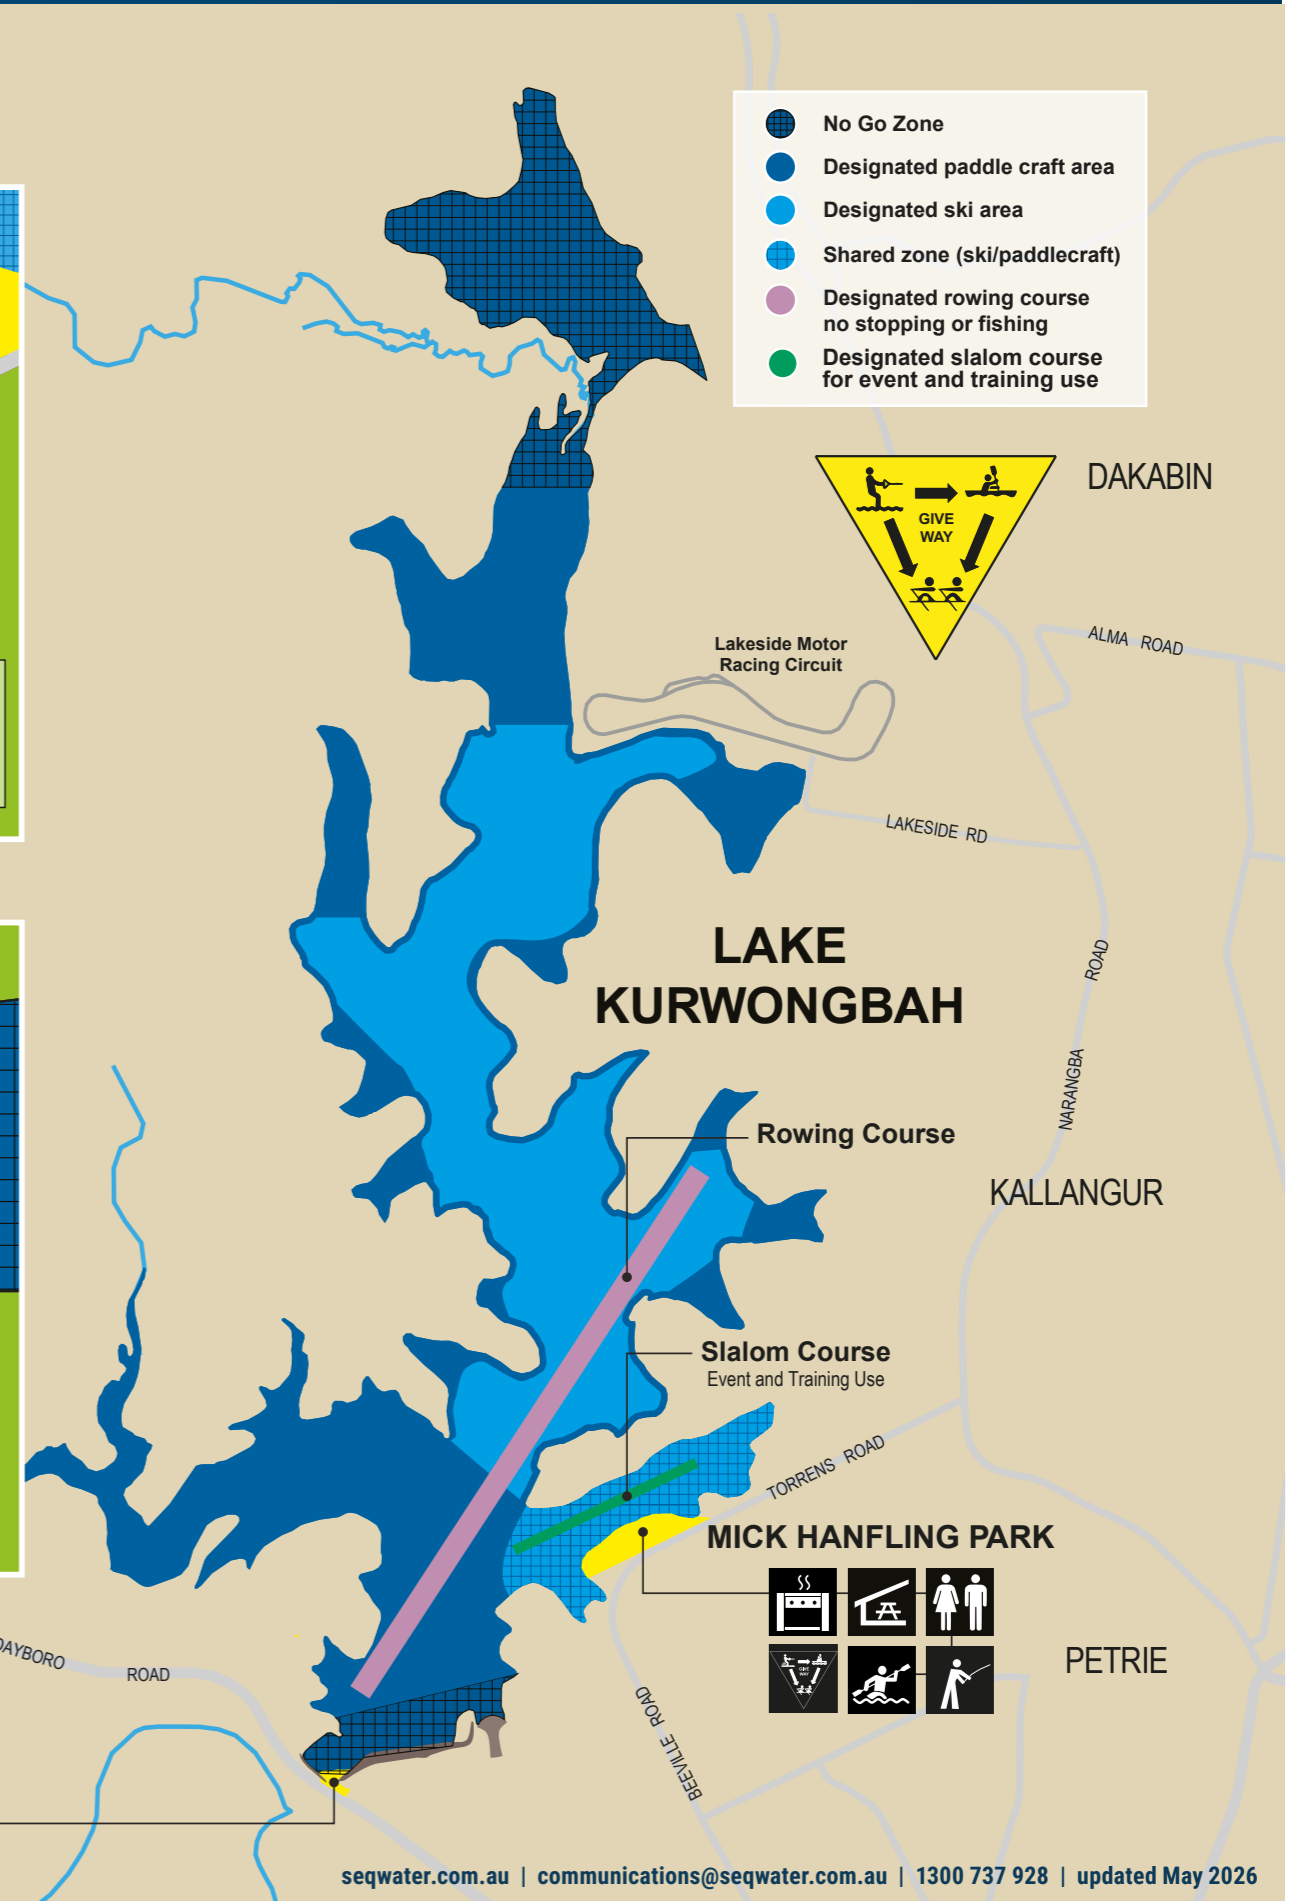 No Go Zone
Designated paddle craft area
Designated ski area
Shared zone (ski/paddlecraft)
Designated rowing course
no stopping or fishing
Designated slalom course
for event and training use
DAKABIN
GIVE
WAY
ALMA ROAD
Lakeside Motor
Racing Circuit
LAKESIDE RD
LAKE
KURWONGBAH
ROAD
NARANGBA
Rowing Course
KALLANGUR
Slalom Course
Event and Training Use
TORRENS ROAD
MICK HANFLING PARK
GIVE
WAY
PETRIE
DAYBORO ROAD
BEEVILLE ROAD
seqwater.com.au | communications@seqwater.com.au | 1300 737 928 | updated May 2026